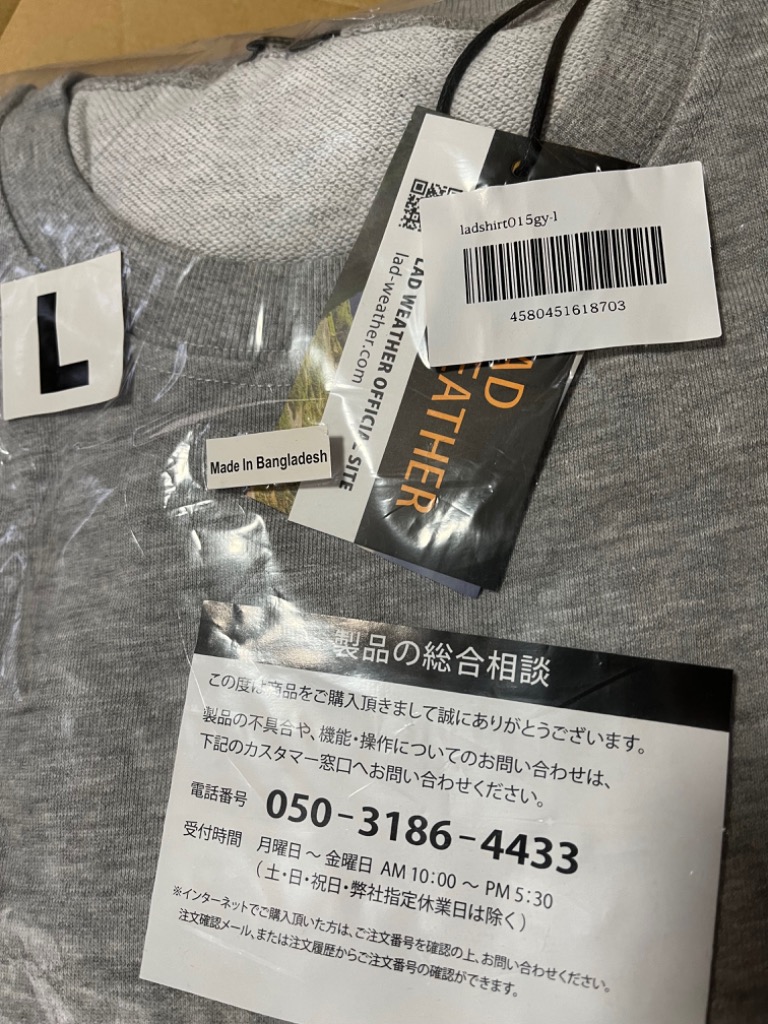 ladshirt015gy-l
4580451618703
LAD WEATHER OFFICIAL SITE
lad-weather.com
WEATHER
L
Made In Bangladesh
製品の総合相談
この度は商品をご購入頂きまして誠にありがとうございます。
製品の不具合や、機能・操作についてのお問い合わせは、
下記のカスタマー窓口へお問い合わせください。
電話番号 050-3186-4433
受付時間 月曜日 ～ 金曜日 AM 10:00 ～ PM 5:30
(土・日・祝日・弊社指定休業日は除く)
※インターネットでご購入頂いた方は、ご注文番号を確認の上、お問い合わせください。
注文確認メール、または注文履歴からご注文番号の確認ができます。